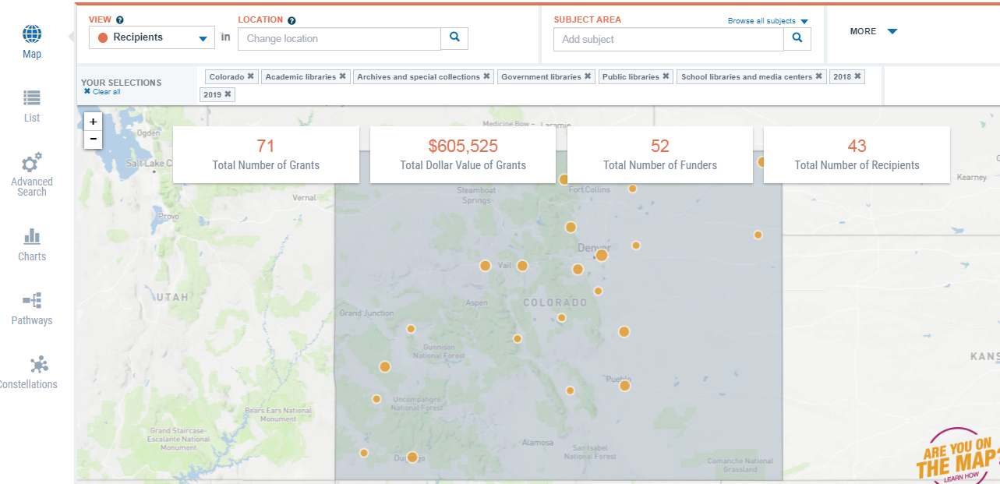 VIEW ?
LOCATION ?
SUBJECT AREA
Browse all subjects
Recipients
in
Change location
Add subject
MORE
YOUR SELECTIONS
✖ Clear all
Colorado ✖ Academic libraries ✖ Archives and special collections ✖ Government libraries ✖ Public libraries ✖ School libraries and media centers ✖ 2018 ✖
2019 ✖
Map
List
Advanced
Search
Charts
Pathways
Constellations
+
−
71
Total Number of Grants
$605,525
Total Dollar Value of Grants
52
Total Number of Funders
43
Total Number of Recipients
Medicine Bow – Laramie
Ogden
Salt Lake C
Kearney
Steamboat
Springs
Fort Collins
Vernal
Provo
Denver
Vail
UTAH
Aspen
COLORADO
Grand Junction
Gunnison
National Forest
KANS
Pueblo
Uncompahgre
National Forest
Bears Ears National
Monument
Grand Staircase-
Escalante National
Monument
Alamosa
San Isabel
National Forest
Durango
Comanche National
Grassland
ARE YOU ON
THE MAP?
LEARN HOW